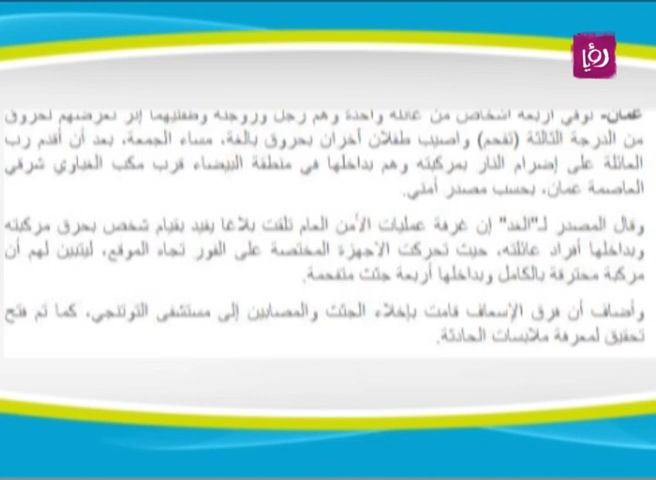 رؤيا
عمان- توفي أربعة أشخاص من عائلة واحدة وهم رجل وزوجته وطفليهما إثر تعرضهم لحروق
من الدرجة الثالثة (تفحم) واصيب طفلان آخران بحروق بالغة، مساء الجمعة، بعد أن أقدم رب
العائلة على إضرام النار بمركبته وهم بداخلها في منطقة البيضاء قرب مكب الغباوي شرقي
العاصمة عمان، بحسب مصدر أمني.
وقال المصدر لـ"الغد" إن غرفة عمليات الأمن العام تلقت بلاغا يفيد بقيام شخص بحرق مركبته
وبداخلها أفراد عائلته، حيث تحركت الاجهزة المختصة على الفور تجاه الموقع، ليتبين لهم أن
مركبة محترقة بالكامل وبداخلها أربعة جثث متفحمة.
وأضاف أن فرق الإسعاف قامت بإخلاء الجثث والمصابين إلى مستشفى التوتنجي، كما تم فتح
تحقيق لمعرفة ملابسات الحادثة.